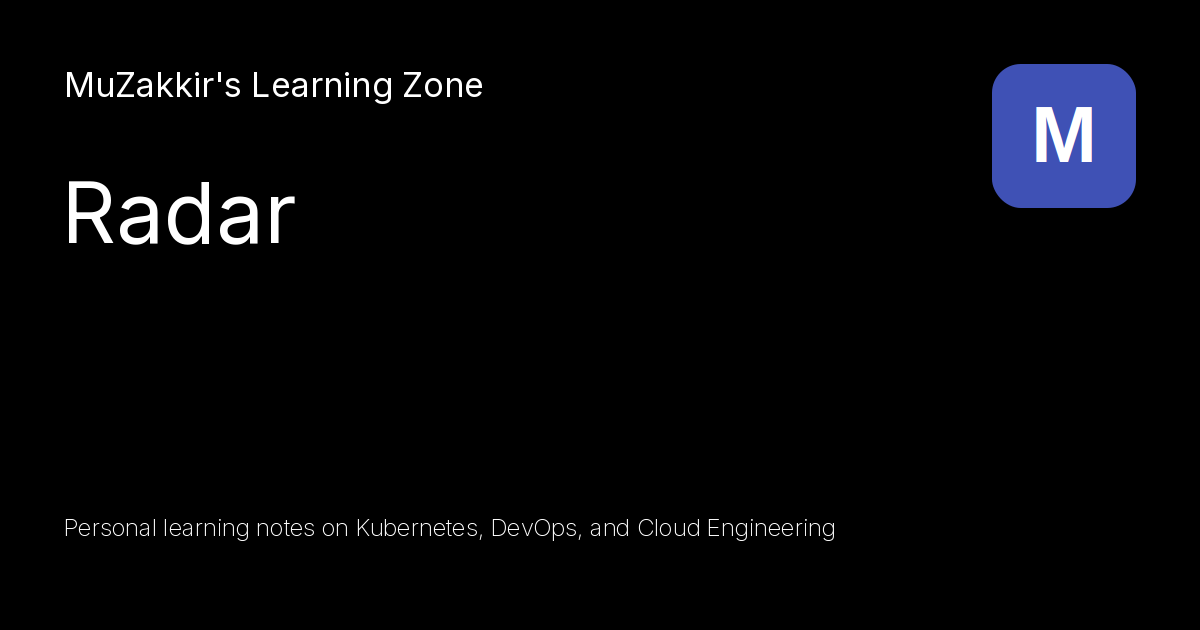 MuZakkir's Learning Zone
M
Radar
Personal learning notes on Kubernetes, DevOps, and Cloud Engineering